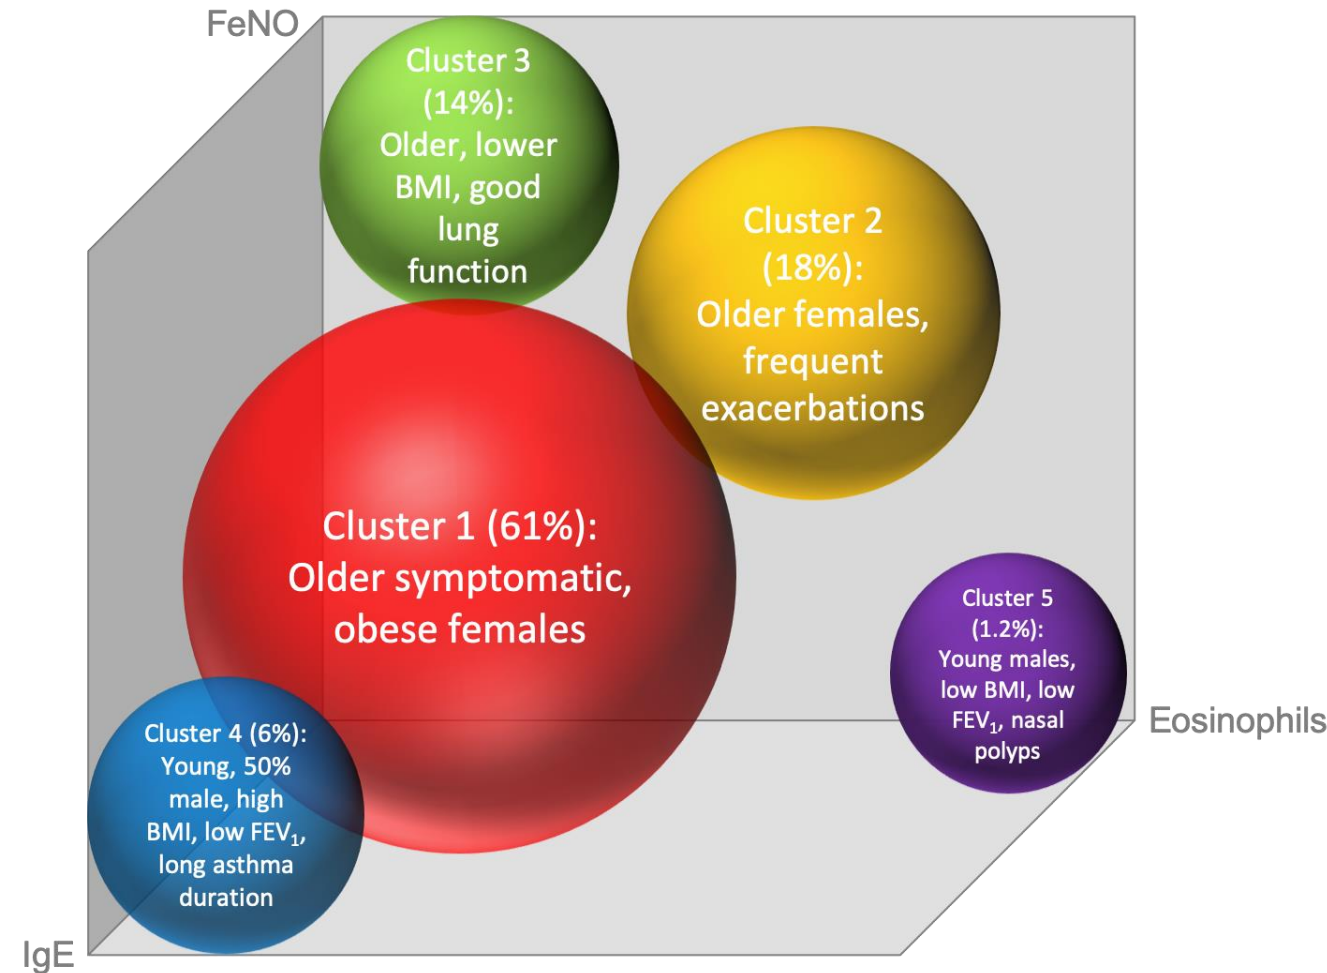 FeNO
Cluster 3
(14%):
Older, lower
BMI, good
lung
function
Cluster 2
(18%):
Older females,
frequent
exacerbations
Cluster 1 (61%):
Older symptomatic,
obese females
Cluster 5
(1.2%):
Young males,
low BMI, low
FEV₁, nasal
polyps
Eosinophils
Cluster 4 (6%):
Young, 50%
male, high
BMI, low FEV₁,
long asthma
duration
IgE